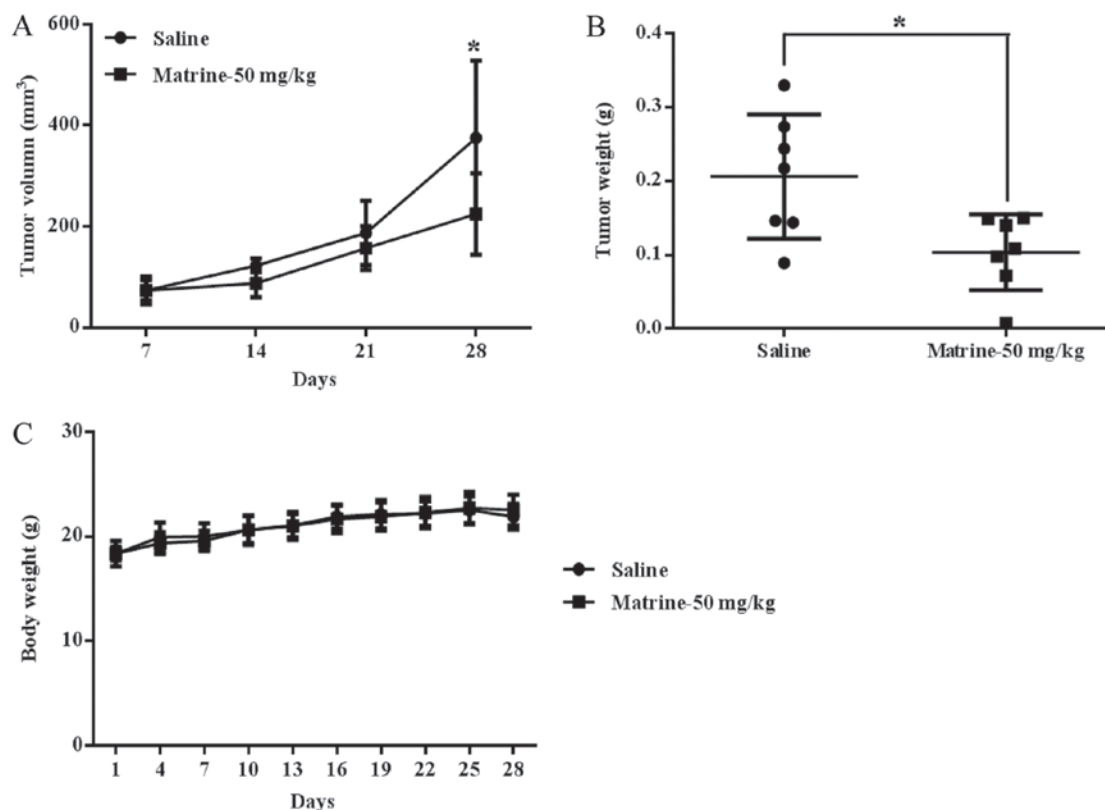 A
Tumor volumn (mm³)
600
400
200
0
Saline
Matrine-50 mg/kg
*
7 14 21 28
Days
B
Tumor weight (g)
0.4
0.3
0.2
0.1
0.0
*
Saline Matrine-50 mg/kg
C
Body weight (g)
30
20
10
0
1 4 7 10 13 16 19 22 25 28
Days
Saline
Matrine-50 mg/kg